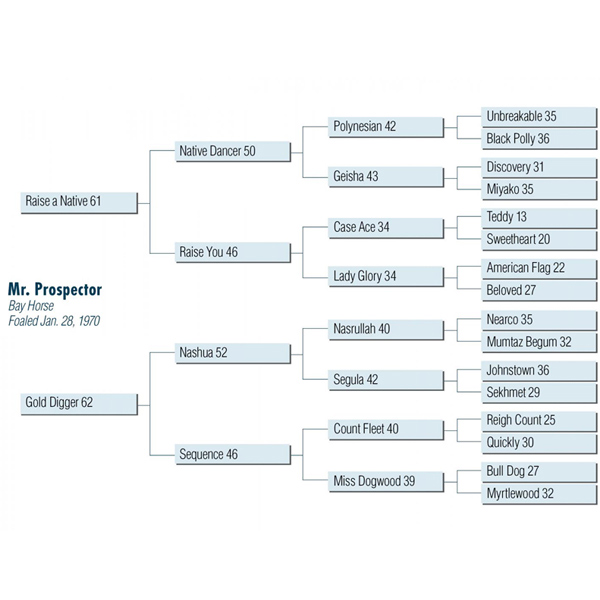 Unbreakable 35
Polynesian 42
Black Polly 36
Native Dancer 50
Discovery 31
Geisha 43
Miyako 35
Raise a Native 61
Teddy 13
Case Ace 34
Sweetheart 20
Raise You 46
American Flag 22
Lady Glory 34
Beloved 27
Mr. Prospector
Bay Horse
Foaled Jan. 28, 1970
Nearco 35
Nasrullah 40
Mumtaz Begum 32
Nashua 52
Johnstown 36
Segula 42
Sekhmet 29
Gold Digger 62
Reigh Count 25
Count Fleet 40
Quickly 30
Sequence 46
Bull Dog 27
Miss Dogwood 39
Myrtlewood 32